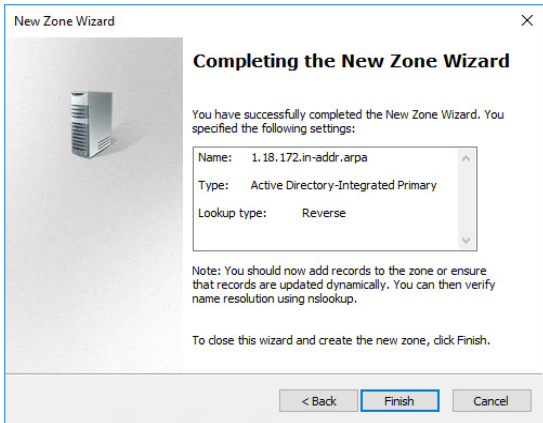 New Zone Wizard
Completing the New Zone Wizard
You have successfully completed the New Zone Wizard. You
specified the following settings:
Name: 1.18.172.in-addr.arpa
Type: Active Directory-Integrated Primary
Lookup type: Reverse
Note: You should now add records to the zone or ensure
that records are updated dynamically. You can then verify
name resolution using nslookup.
To close this wizard and create the new zone, click Finish.
< Back Finish Cancel